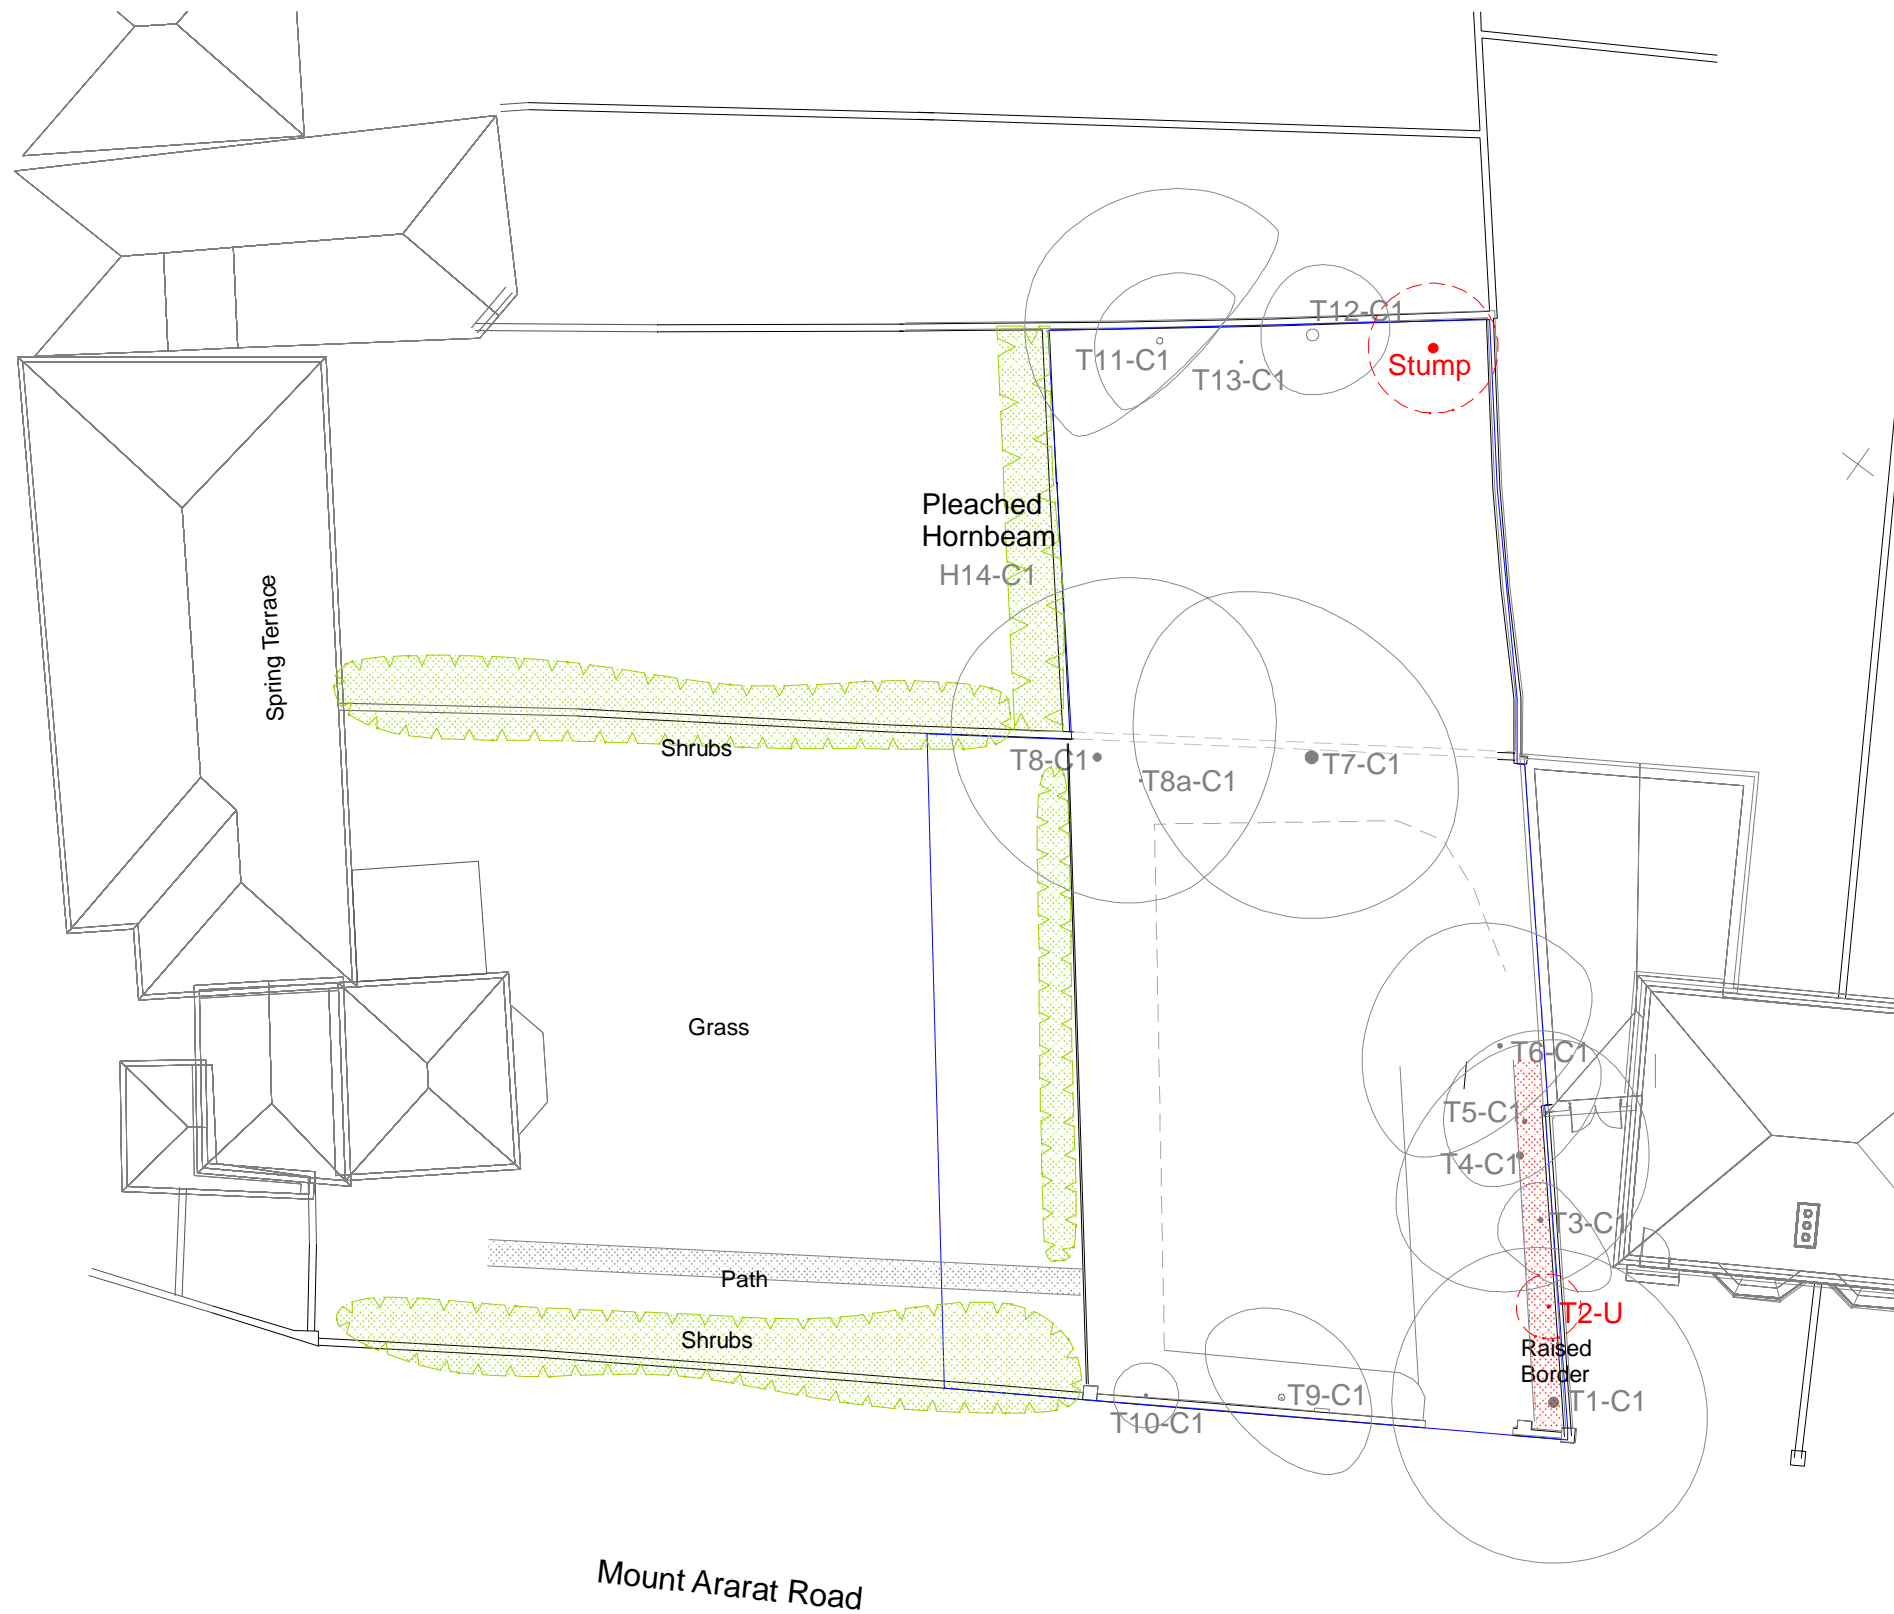 T12-C1
T11-C1
Stump
T13-C1
Pleached
Hornbeam
H14-C1
Spring Terrace
Shrubs
T8-C1
T8a-C1
T7-C1
Grass
T6-C1
T5-C1
T4-C1
T3-C1
Path
T2-U
Shrubs
Raised
Border
T9-C1
T1-C1
T10-C1
Mount Ararat Road